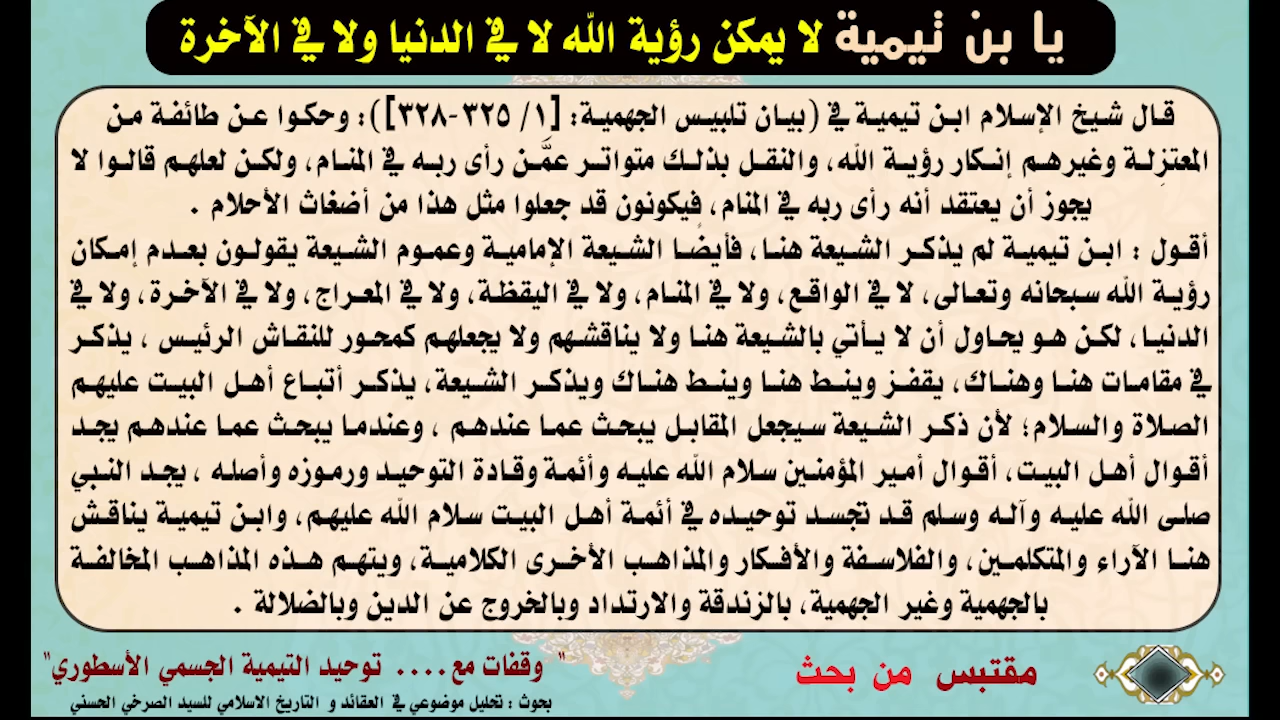 يا بن تيمية لا يمكن رؤية الله لا في الدنيا ولا في الآخرة
قال شيخ الإسلام ابن تيمية في (بيان تلبيس الجهمية: [١/ ٣٢٥-٣٢٨]): وحكوا عن طائفة من
المعتزِلة وغيرهم إنكار رؤية الله، والنقل بذلك متواتر عمَّن رأى ربه في المنام، ولكن لعلهم قالوا لا
يجوز أن يعتقد أنه رأى ربه في المنام، فيكونون قد جعلوا مثل هذا من أضغاث الأحلام .
أقول : ابن تيمية لم يذكر الشيعة هنا، فأيضًا الشيعة الإمامية وعموم الشيعة يقولون بعدم إمكان
رؤية الله سبحانه وتعالى، لا في الواقع، ولا في المنام، ولا في اليقظة، ولا في المعراج، ولا في الآخرة، ولا في
الدنيا، لكن هو يحاول أن لا يأتي بالشيعة هنا ولا يناقشهم ولا يجعلهم كمحور للنقاش الرئيس ، يذكر
في مقامات هنا وهناك، يقفز وينط هنا وينط هناك ويذكر الشيعة، يذكر أتباع أهل البيت عليهم
الصلاة والسلام؛ لأن ذكر الشيعة سيجعل المقابل يبحث عما عندهم ، وعندما يبحث عما عندهم يجد
أقوال أهل البيت، أقوال أمير المؤمنين سلام الله عليه وأئمة وقادة التوحيد ورموزه وأصله ، يجد النبي
صلى الله عليه وآله وسلم قد تجسد توحيده في أئمة أهل البيت سلام الله عليهم، وابن تيمية يناقش
هنا الآراء والمتكلمين، والفلاسفة والأفكار والمذاهب الأخرى الكلامية، ويتهم هذه المذاهب المخالفة
بالجهمية وغير الجهمية، بالزندقة والارتداد وبالخروج عن الدين وبالضلالة .
مقتبس من بحث
" وقفات مع.... توحيد التيمية الجسمي الأسطوري"
بحوث : تحليل موضوعي في العقائد و التاريخ الاسلامي للسيد الصرخي الحسني